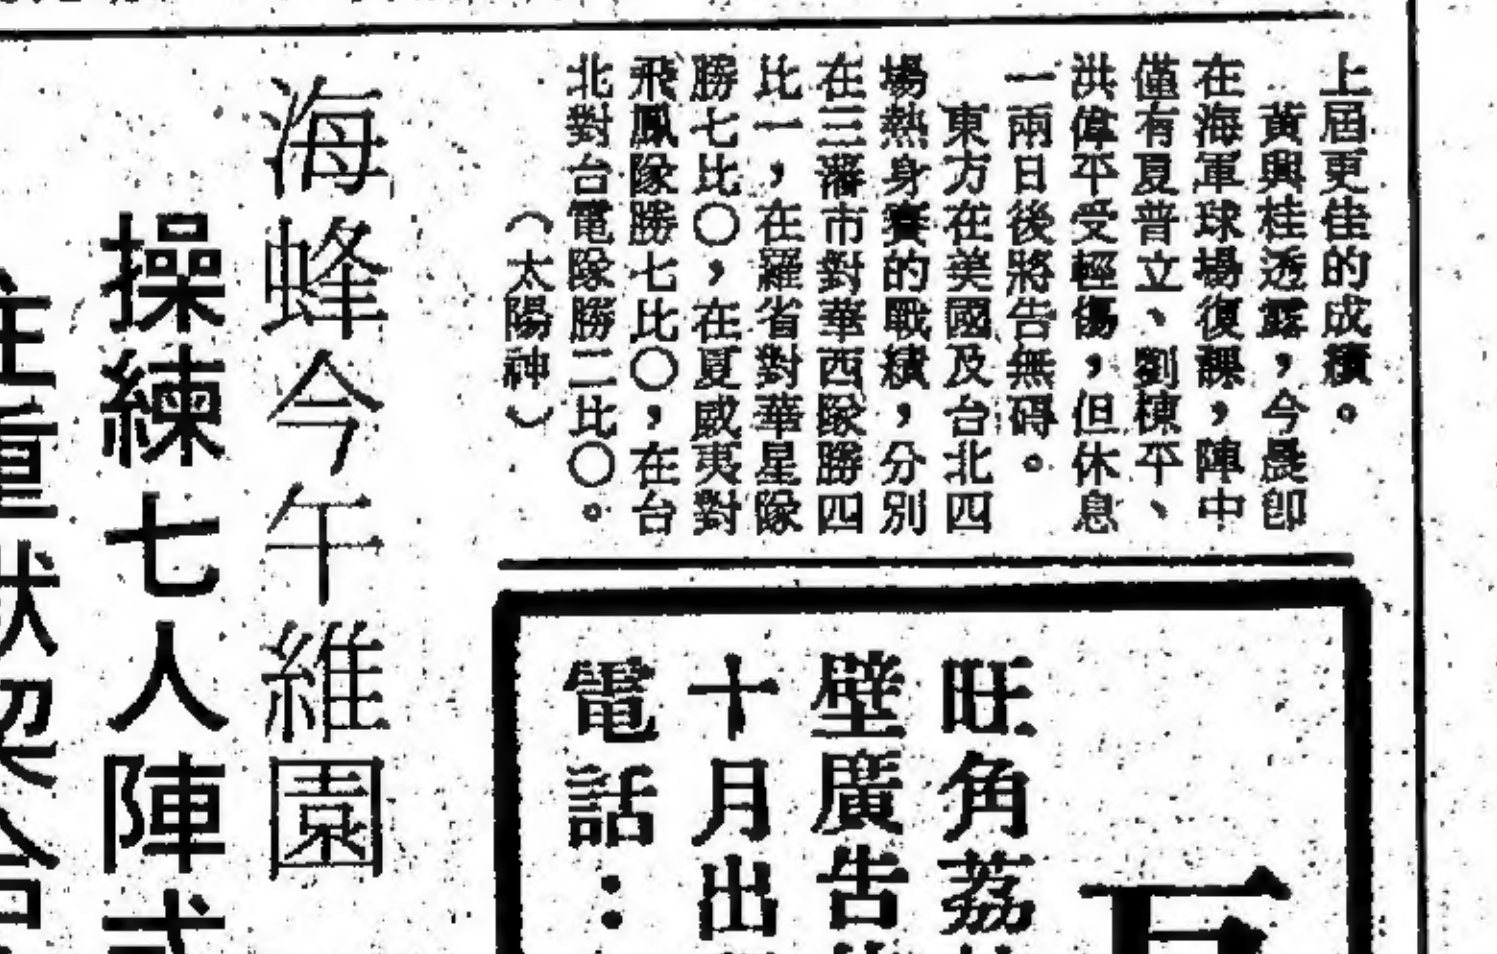 上屆更佳的成績。
黃興桂透露，今晨卽
在海軍球場復課，陣中
僅有夏普立、劉棟平、
洪偉平受輕傷，但休息
一兩日後將告無碍。
東方在美國及台北四
場熱身賽的戰績，分別
在三藩市對華西隊勝四
比一，在羅省對華星隊
勝七比〇，在夏威夷對
飛鳳隊勝七比〇，在台
北對台電隊勝二比〇。
（太陽神）
旺角荔
壁廣告
十月出
電話：
海蜂今午維園
操練七人陣式
注重默契